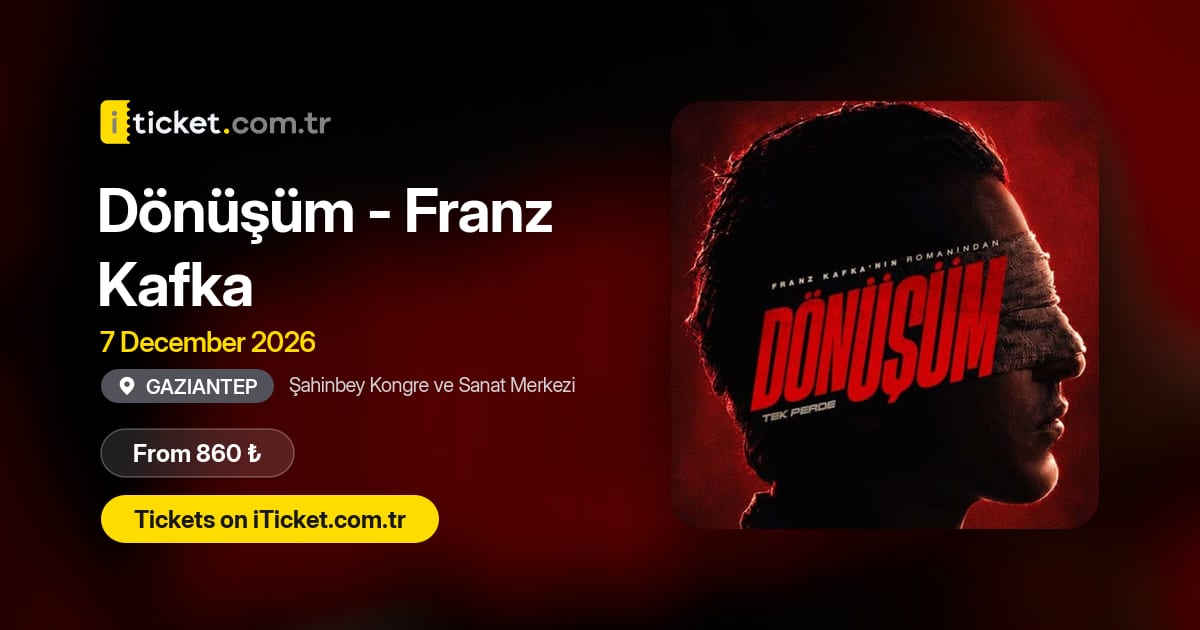 iticket.com.tr
Dönüşüm - Franz
Kafka
7 December 2026
GAZIANTEP Şahinbey Kongre ve Sanat Merkezi
From 860 ₺
Tickets on iTicket.com.tr
FRANZ KAFKA'NIN ROMANINDAN
DÖNÜŞÜM
TEK PERDE